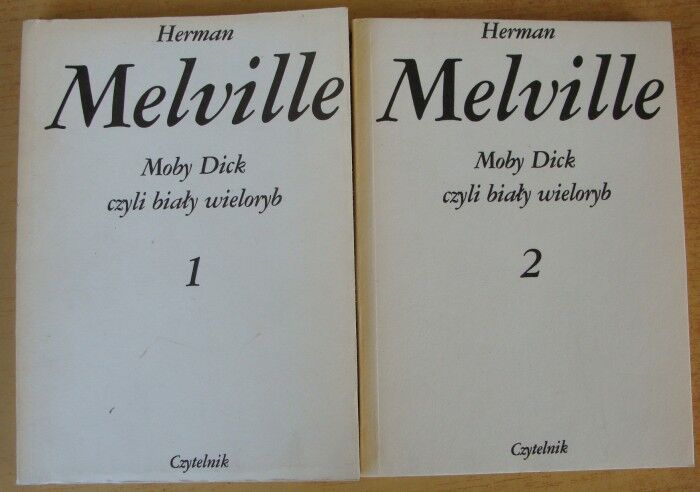 Herman
Melville
Moby Dick
czyli biały wieloryb
1
Czytelnik
Herman
Melville
Moby Dick
czyli biały wieloryb
2
Czytelnik